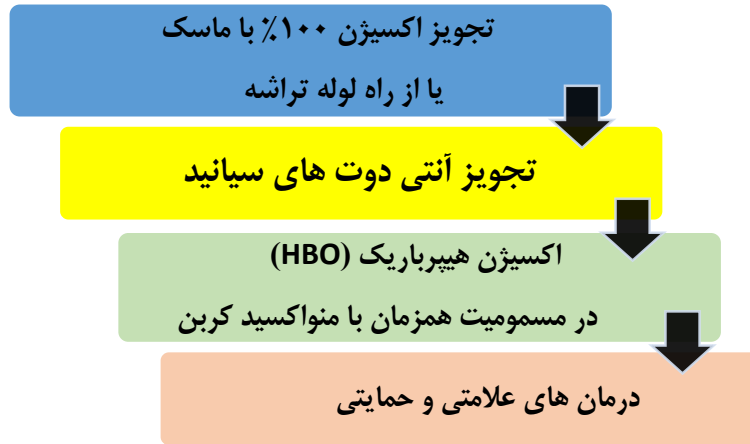 تجویز اکسیژن ۱۰۰٪ با ماسک
یا از راه لوله تراشه
تجویز آنتی دوت های سیانید
اکسیژن هیپرباریک (HBO)
در مسمومیت همزمان با منواکسید کربن
درمان های علامتی و حمایتی